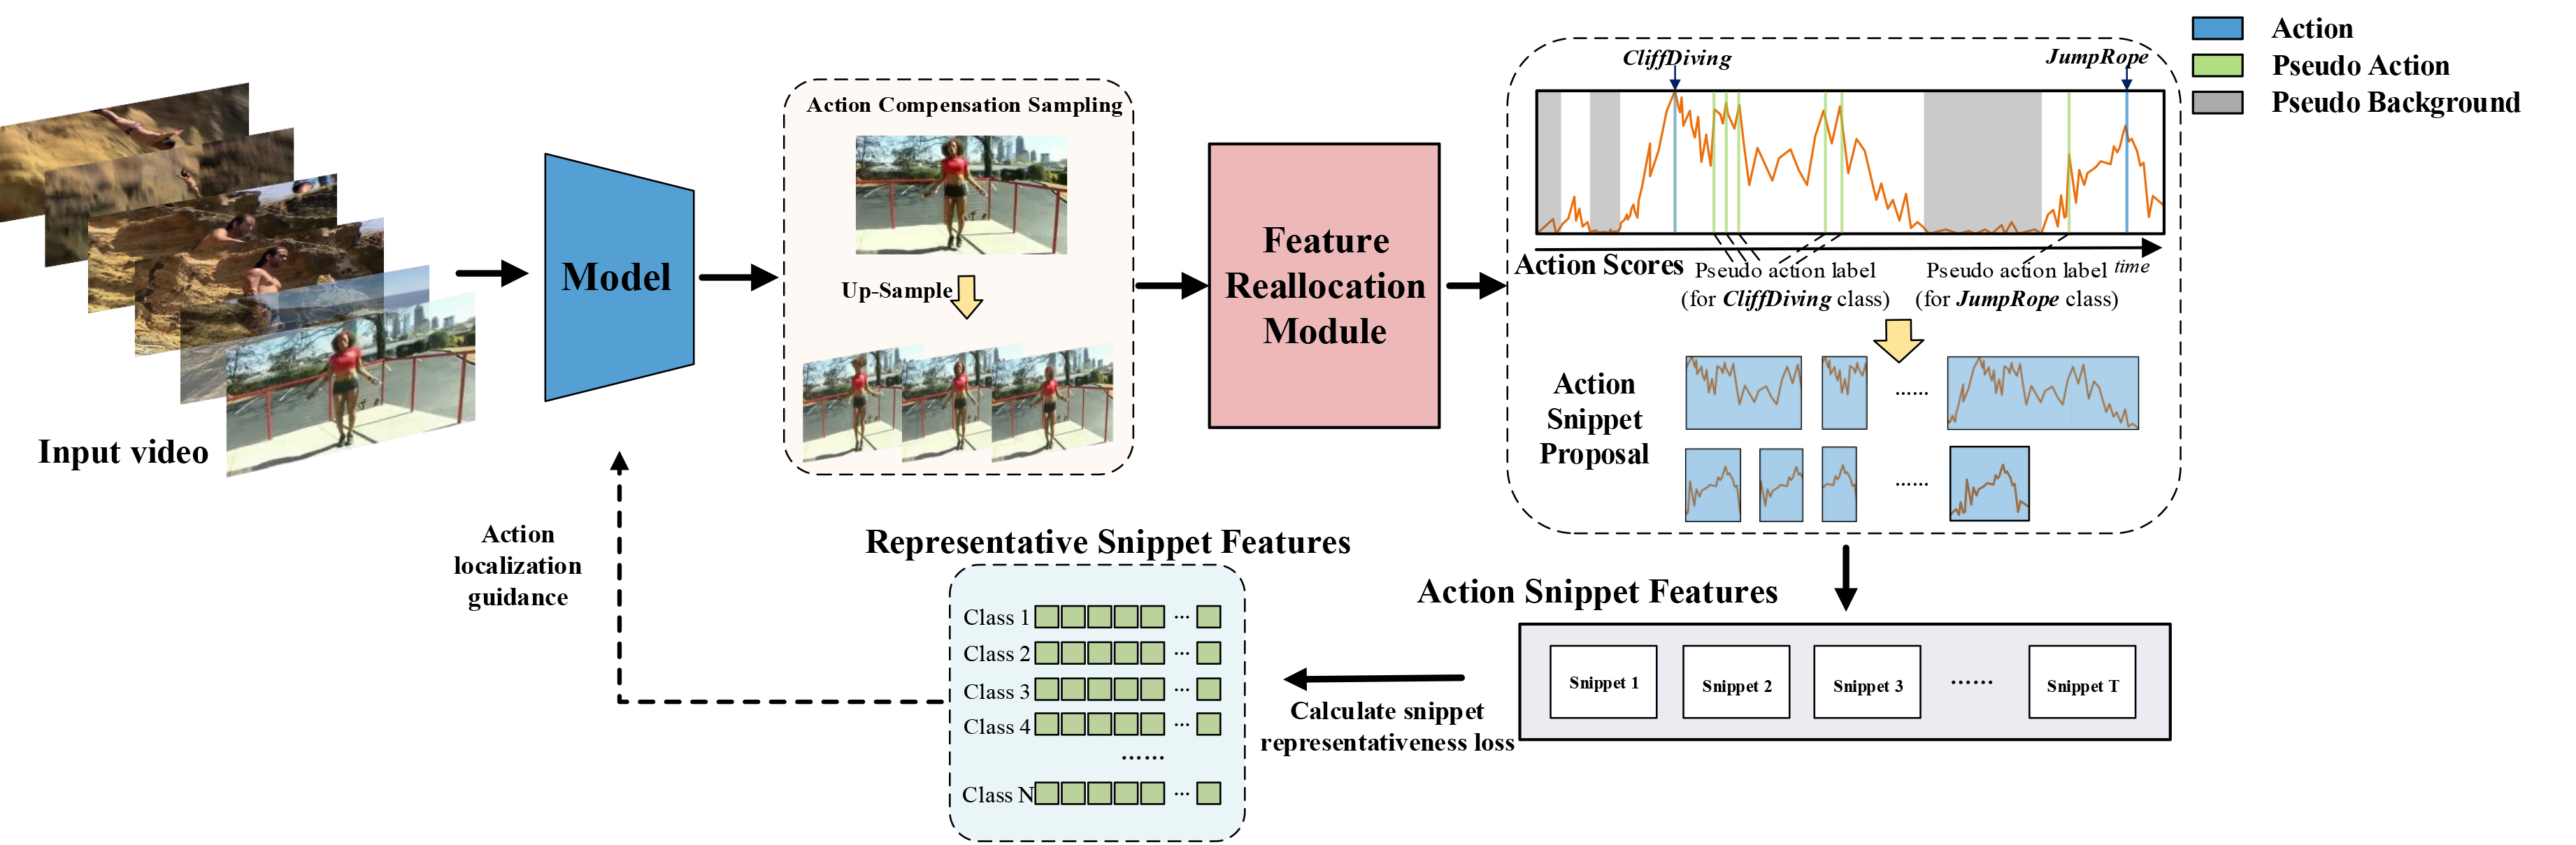 Input video
Model
Action Compensation Sampling
Up-Sample
Feature
Reallocation
Module
CliffDiving
JumpRope
Action
Pseudo Action
Pseudo Background
Action Scores
time
Pseudo action label
(for CliffDiving class)
Pseudo action label
(for JumpRope class)
Action
Snippet
Proposal
......
......
Action Snippet Features
Snippet 1
Snippet 2
Snippet 3
......
Snippet T
Calculate snippet
representativeness loss
Representative Snippet Features
Class 1 ...
Class 2 ...
Class 3 ...
Class 4 ...
......
Class N ...
Action
localization
guidance